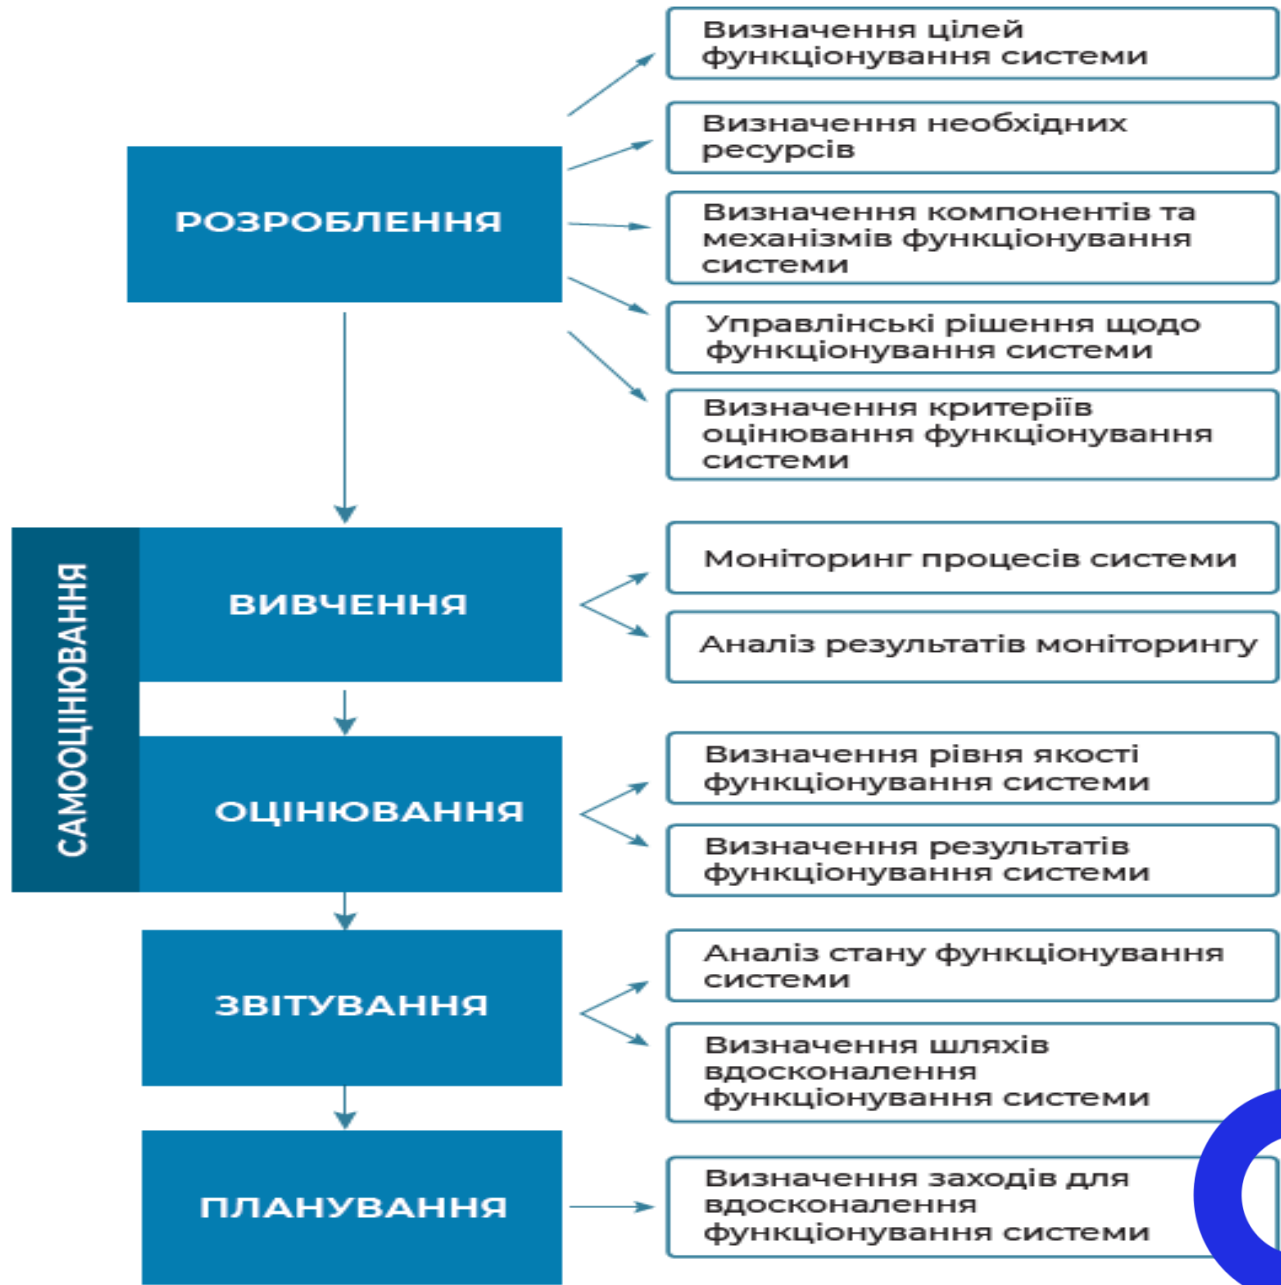 РОЗРОБЛЕННЯ
Визначення цілей
функціонування системи
Визначення необхідних
ресурсів
Визначення компонентів та
механізмів функціонування
системи
Управлінські рішення щодо
функціонування системи
Визначення критеріїв
оцінювання функціонування
системи
САМООЦІНЮВАННЯ
ВИВЧЕННЯ
Моніторинг процесів системи
Аналіз результатів моніторингу
ОЦІНЮВАННЯ
Визначення рівня якості
функціонування системи
Визначення результатів
функціонування системи
ЗВІТУВАННЯ
Аналіз стану функціонування
системи
Визначення шляхів
вдосконалення
функціонування системи
ПЛАНУВАННЯ
Визначення заходів для
вдосконалення
функціонування системи